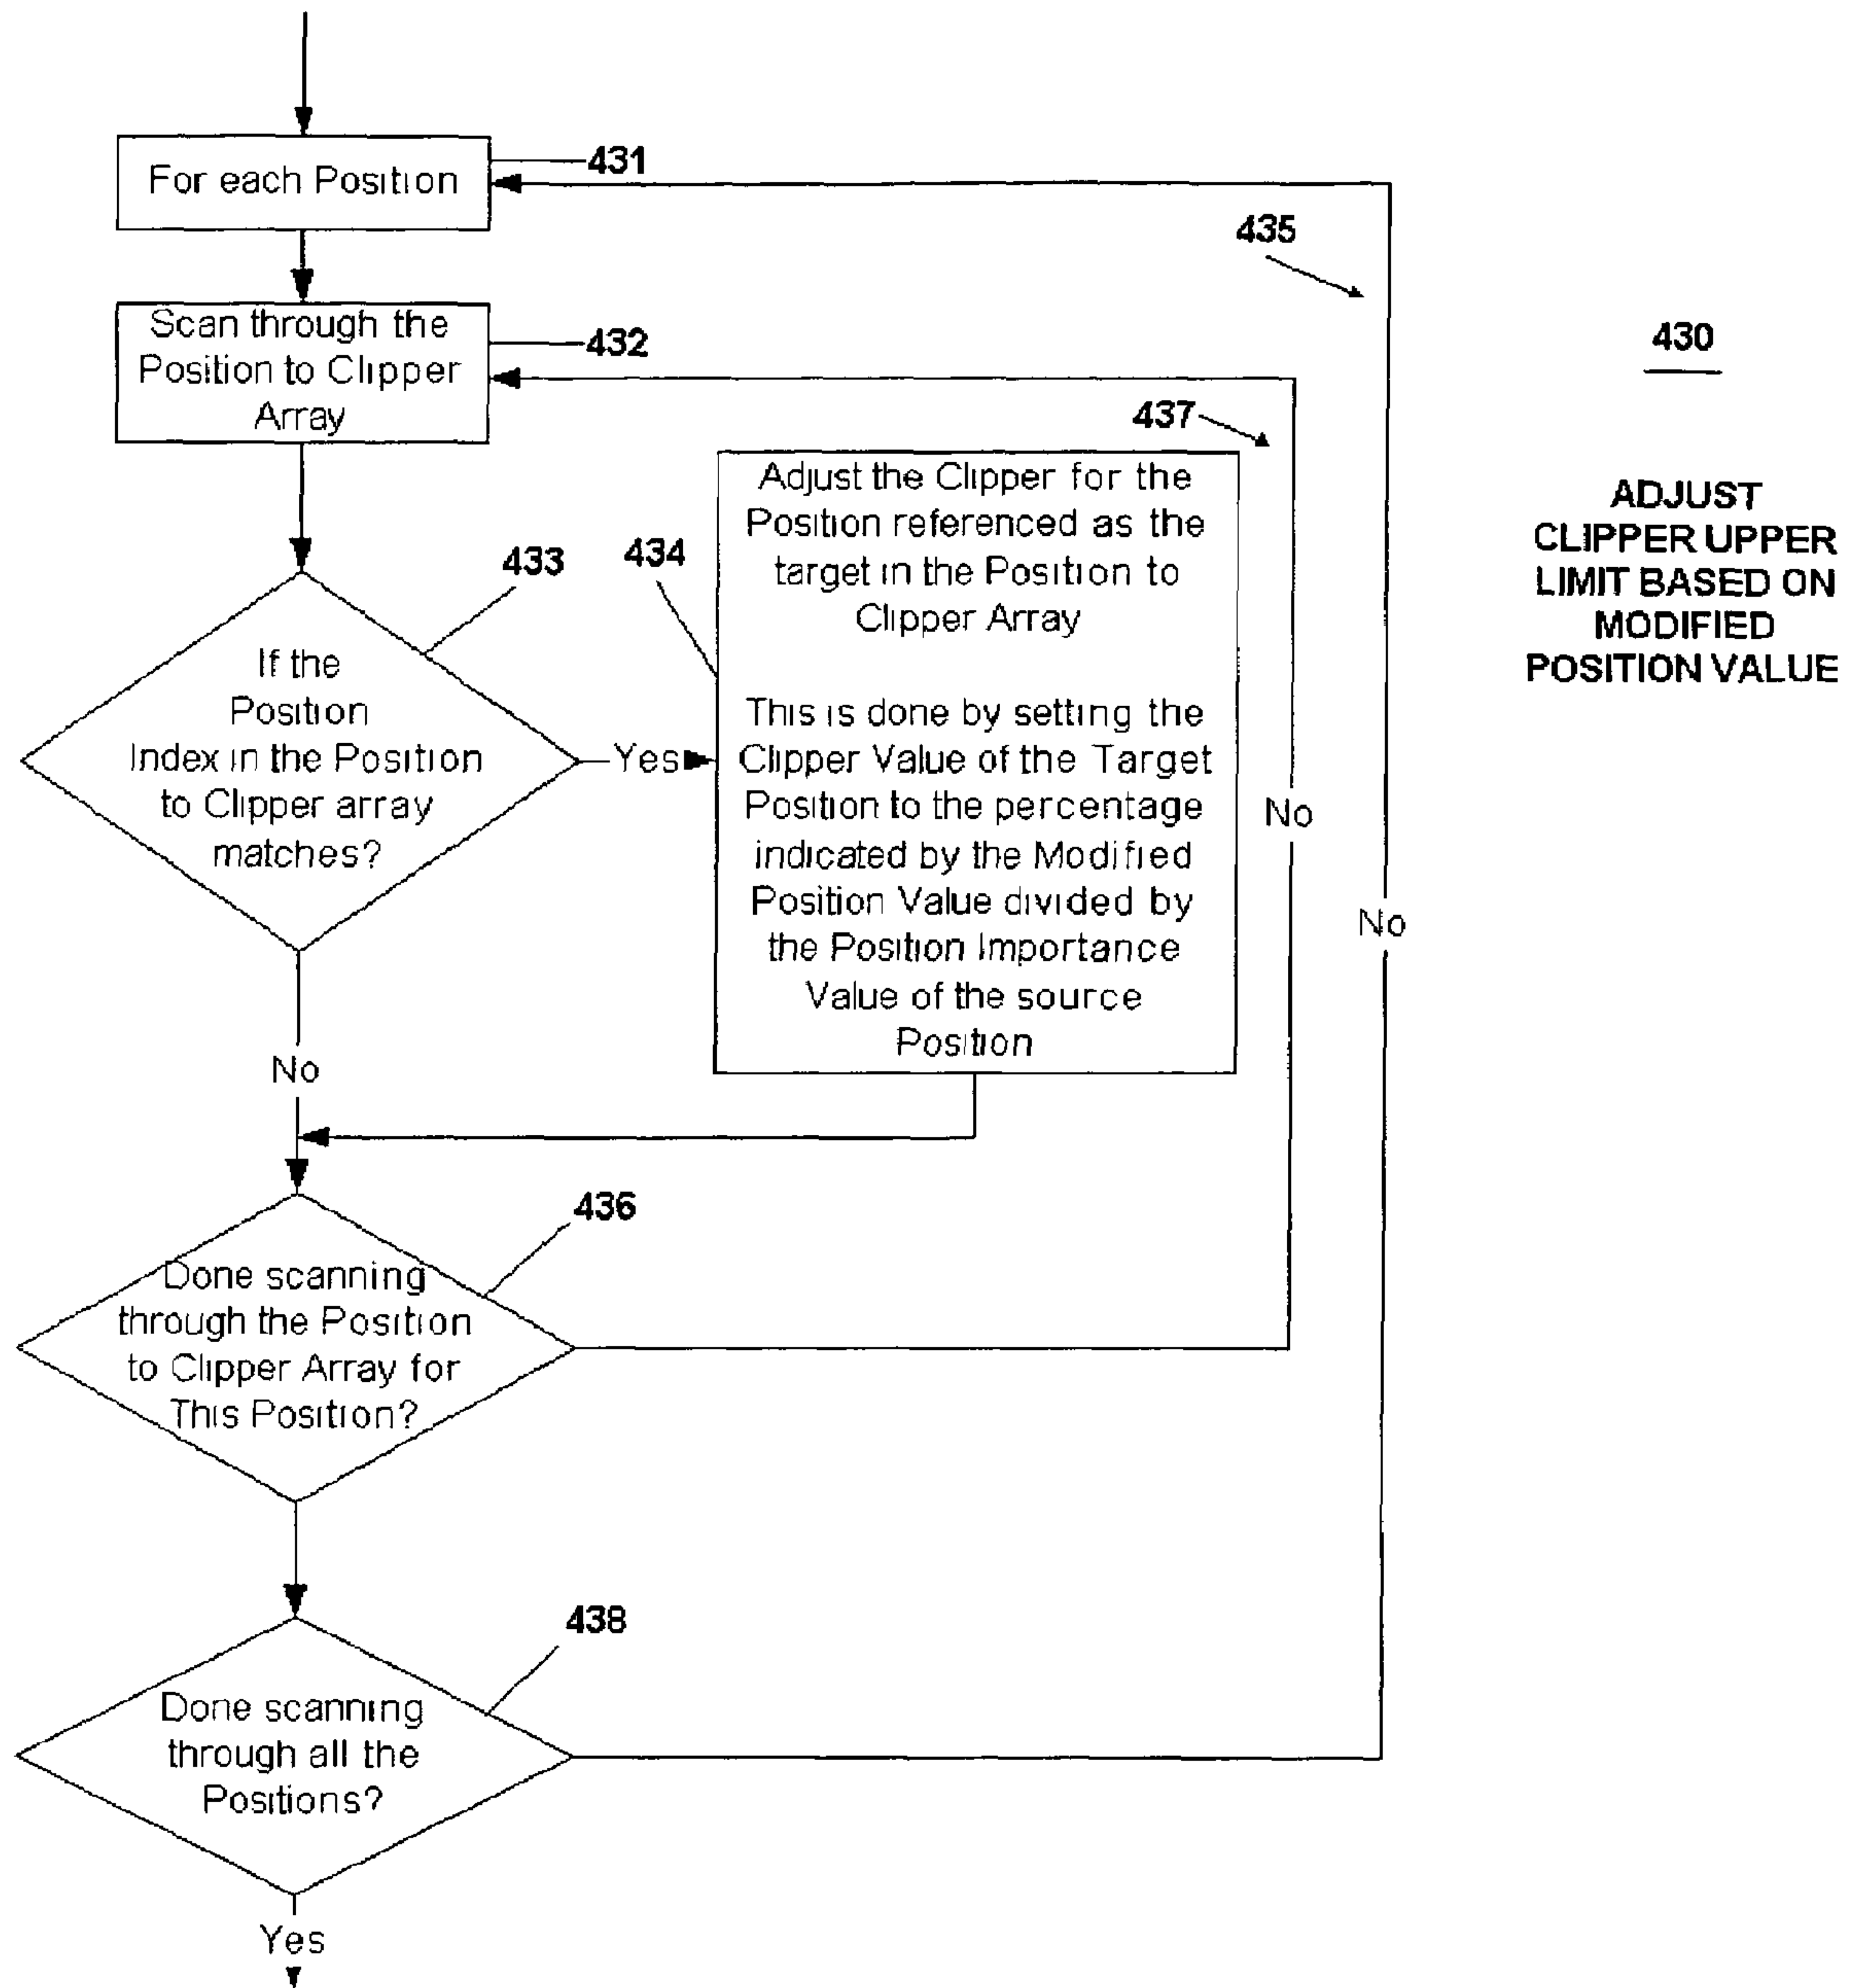 For each Position
431
435
Scan through the
Position to Clipper
Array
432
430
437
ADJUST
CLIPPER UPPER
LIMIT BASED ON
MODIFIED
POSITION VALUE
433
If the
Position
Index in the Position
to Clipper array
matches?
Yes
434
Adjust the Clipper for the
Position referenced as the
target in the Position to
Clipper Array
This is done by setting the
Clipper Value of the Target
Position to the percentage
indicated by the Modified
Position Value divided by
the Position Importance
Value of the source
Position
No
No
No
436
Done scanning
through the Position
to Clipper Array for
This Position?
438
Done scanning
through all the
Positions?
Yes